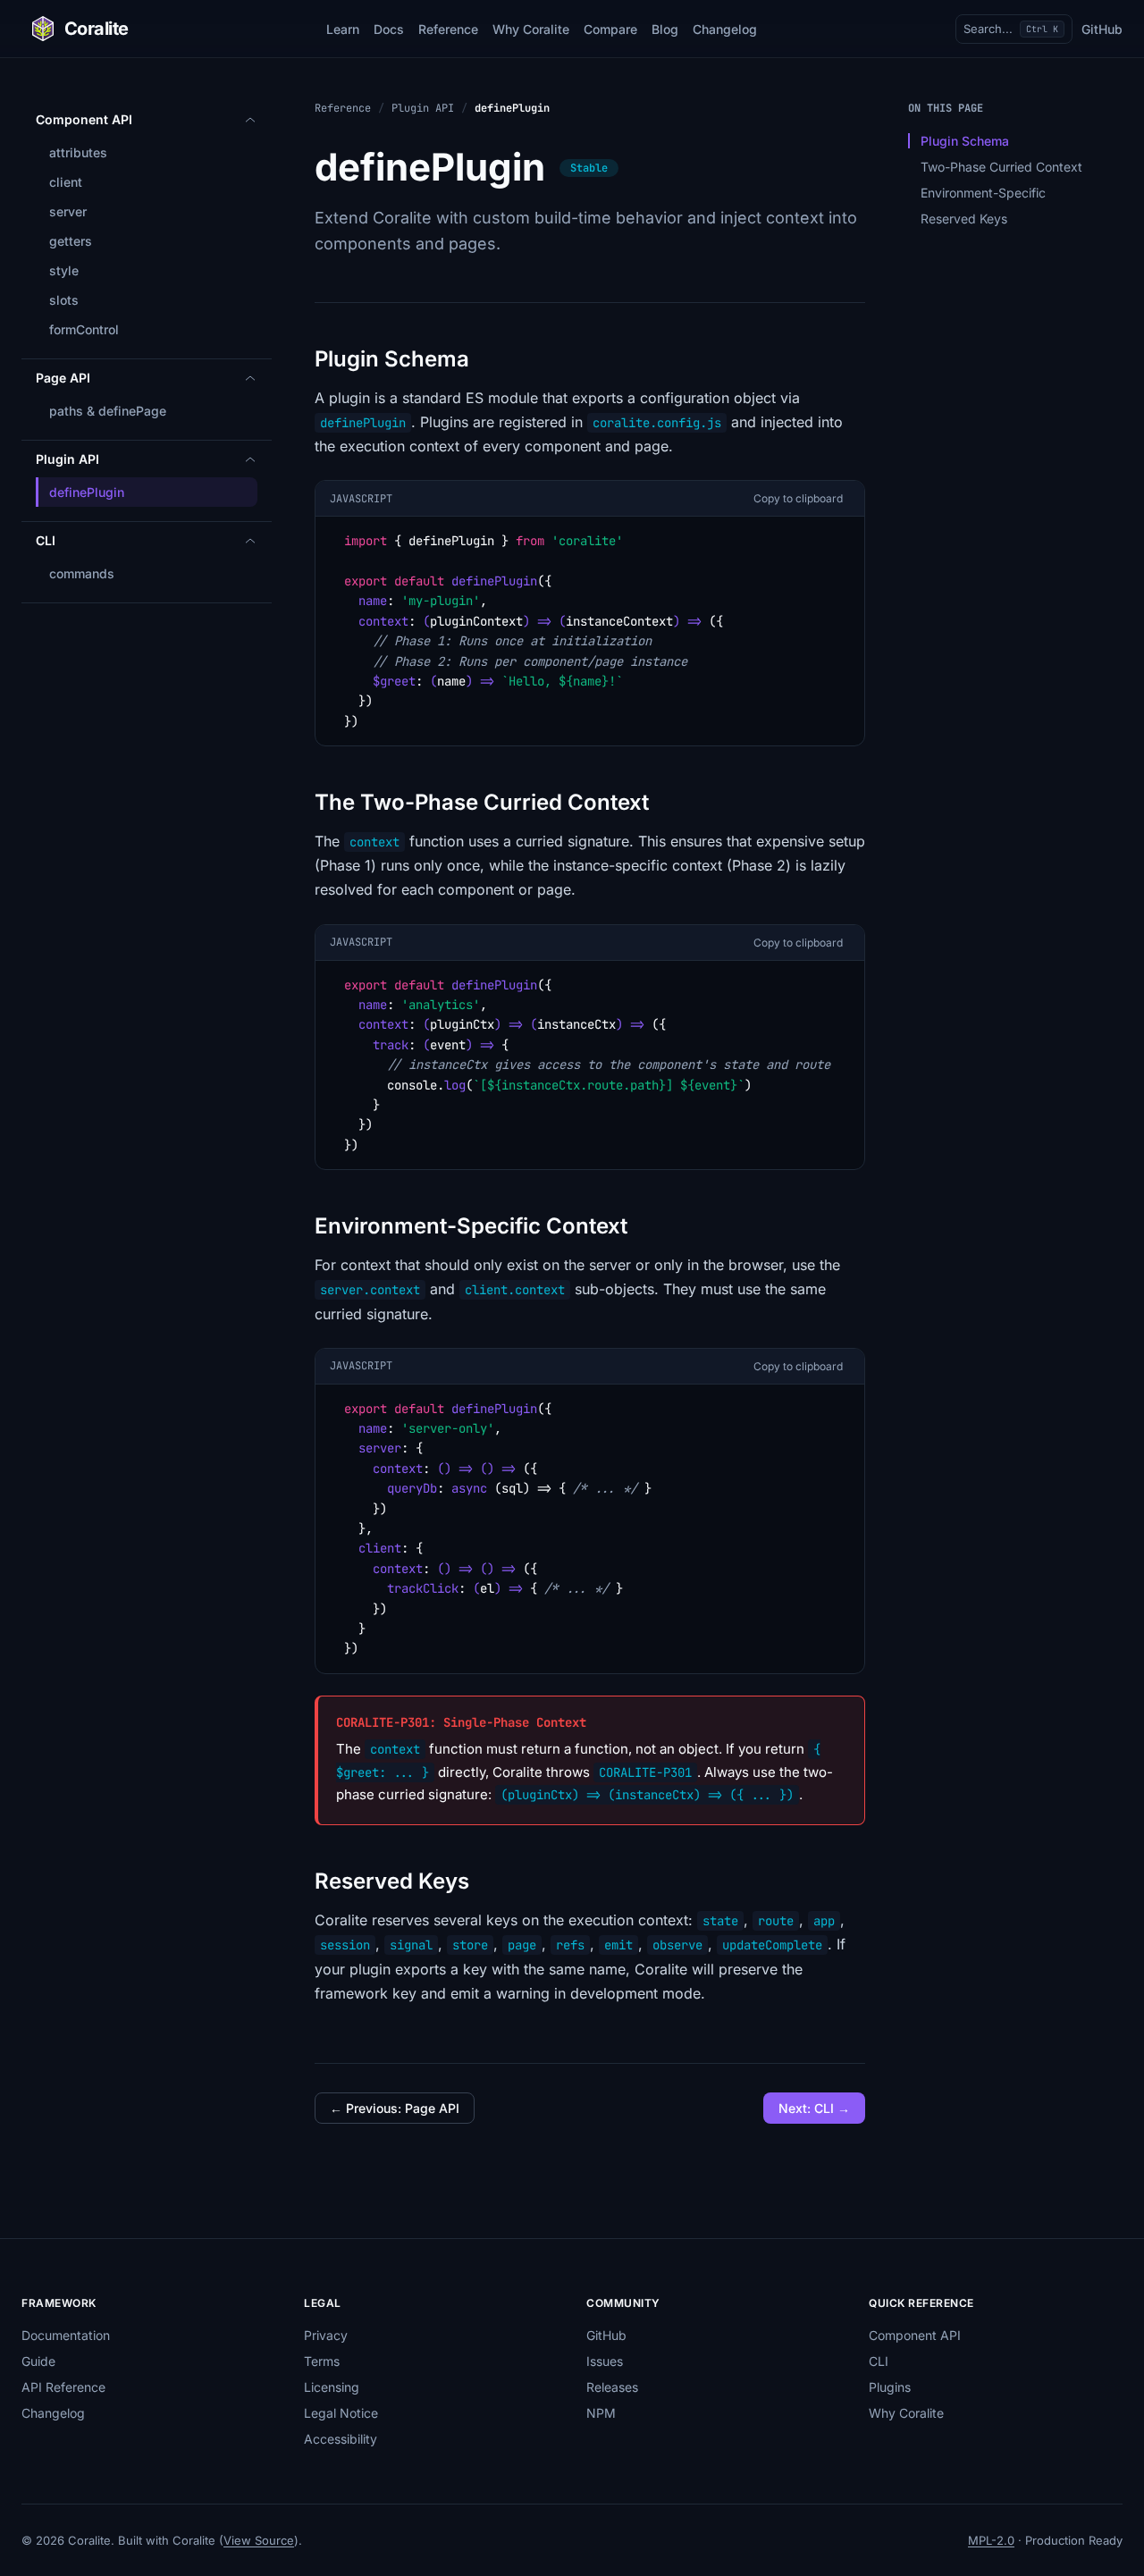 Coralite
Learn Docs Reference Why Coralite Compare Blog Changelog
Search... Ctrl K GitHub
Component API
attributes
client
server
getters
style
slots
formControl
Page API
paths & definePage
Plugin API
definePlugin
CLI
commands
Reference / Plugin API / definePlugin
definePlugin Stable
Extend Coralite with custom build-time behavior and inject context into
components and pages.
Plugin Schema
A plugin is a standard ES module that exports a configuration object via
definePlugin. Plugins are registered in coralite.config.js and injected into
the execution context of every component and page.
JAVASCRIPT Copy to clipboard
import { definePlugin } from 'coralite'
export default definePlugin({
  name: 'my-plugin',
  context: (pluginContext) => (instanceContext) => ({
    // Phase 1: Runs once at initialization
    // Phase 2: Runs per component/page instance
    $greet: (name) => `Hello, ${name}!`
  })
})
The Two-Phase Curried Context
The context function uses a curried signature. This ensures that expensive setup
(Phase 1) runs only once, while the instance-specific context (Phase 2) is lazily
resolved for each component or page.
JAVASCRIPT Copy to clipboard
export default definePlugin({
  name: 'analytics',
  context: (pluginCtx) => (instanceCtx) => ({
    track: (event) => {
      // instanceCtx gives access to the component's state and route
      console.log(`[${instanceCtx.route.path}] ${event}`)
    }
  })
})
Environment-Specific Context
For context that should only exist on the server or only in the browser, use the
server.context and client.context sub-objects. They must use the same
curried signature.
JAVASCRIPT Copy to clipboard
export default definePlugin({
  name: 'server-only',
  server: {
    context: () => () => ({
      queryDb: async (sql) => { /* ... */ }
    })
  },
  client: {
    context: () => () => ({
      trackClick: (el) => { /* ... */ }
    })
  }
})
CORALITE-P301: Single-Phase Context
The context function must return a function, not an object. If you return {
$greet: ... } directly, Coralite throws CORALITE-P301 . Always use the two-
phase curried signature: (pluginCtx) => (instanceCtx) => ({ ... }) .
Reserved Keys
Coralite reserves several keys on the execution context: state, route, app,
session, signal, store, page, refs, emit, observe, updateComplete. If
your plugin exports a key with the same name, Coralite will preserve the
framework key and emit a warning in development mode.
← Previous: Page API
Next: CLI →
ON THIS PAGE
Plugin Schema
Two-Phase Curried Context
Environment-Specific
Reserved Keys
FRAMEWORK
Documentation
Guide
API Reference
Changelog
LEGAL
Privacy
Terms
Licensing
Legal Notice
Accessibility
COMMUNITY
GitHub
Issues
Releases
NPM
QUICK REFERENCE
Component API
CLI
Plugins
Why Coralite
© 2026 Coralite. Built with Coralite (View Source).
MPL-2.0 · Production Ready